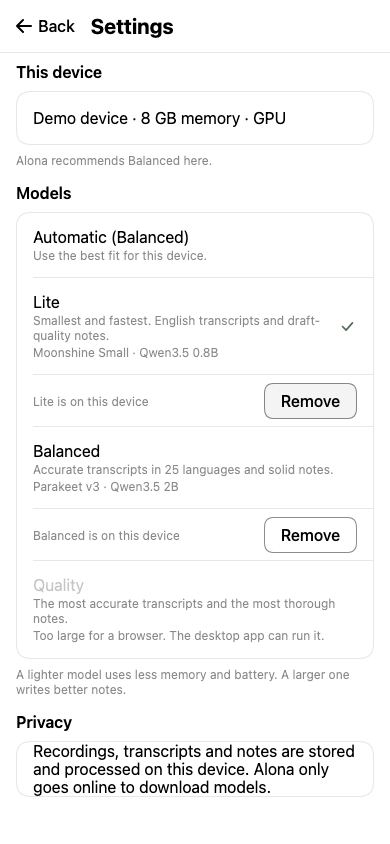 Back Settings
This device
Demo device · 8 GB memory · GPU
Alona recommends Balanced here.
Models
Automatic (Balanced)
Use the best fit for this device.
Lite
Smallest and fastest. English transcripts and draft-
quality notes.
Moonshine Small · Qwen3.5 0.8B
Lite is on this device Remove
Balanced
Accurate transcripts in 25 languages and solid notes.
Parakeet v3 · Qwen3.5 2B
Balanced is on this device Remove
Quality
The most accurate transcripts and the most thorough
notes.
Too large for a browser. The desktop app can run it.
A lighter model uses less memory and battery. A larger one
writes better notes.
Privacy
Recordings, transcripts and notes are stored
and processed on this device. Alona only
goes online to download models.